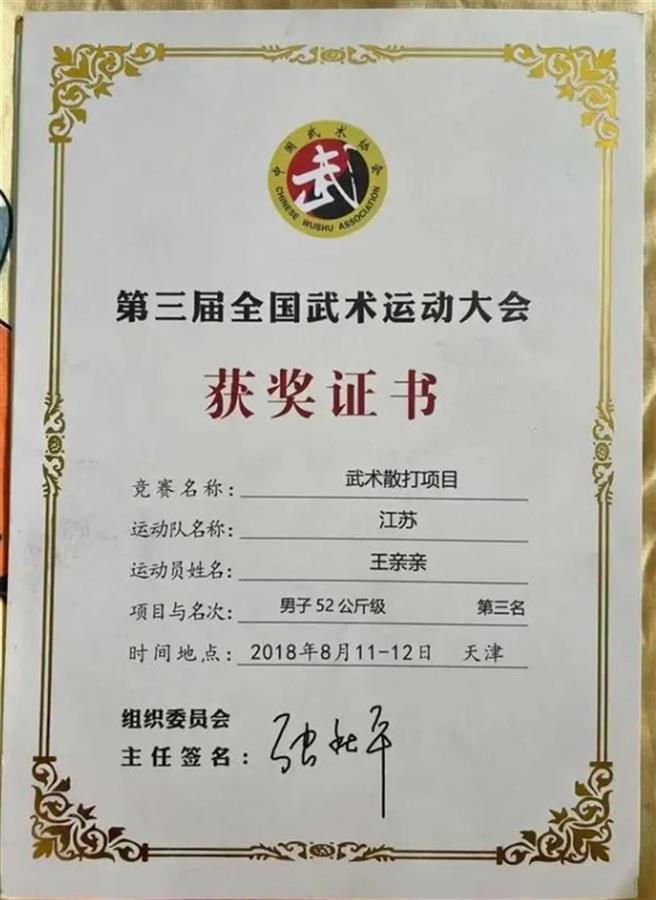 中国武术协会
武
CHINESE WUSHU ASSOCIATION
第三届全国武术运动大会
获奖证书
竞赛名称: 武术散打项目
运动队名称: 江苏
运动员姓名: 王亲亲
项目与名次: 男子 52 公斤级 第三名
时间地点: 2018年8月11-12日 天津
组织委员会
主任签名: